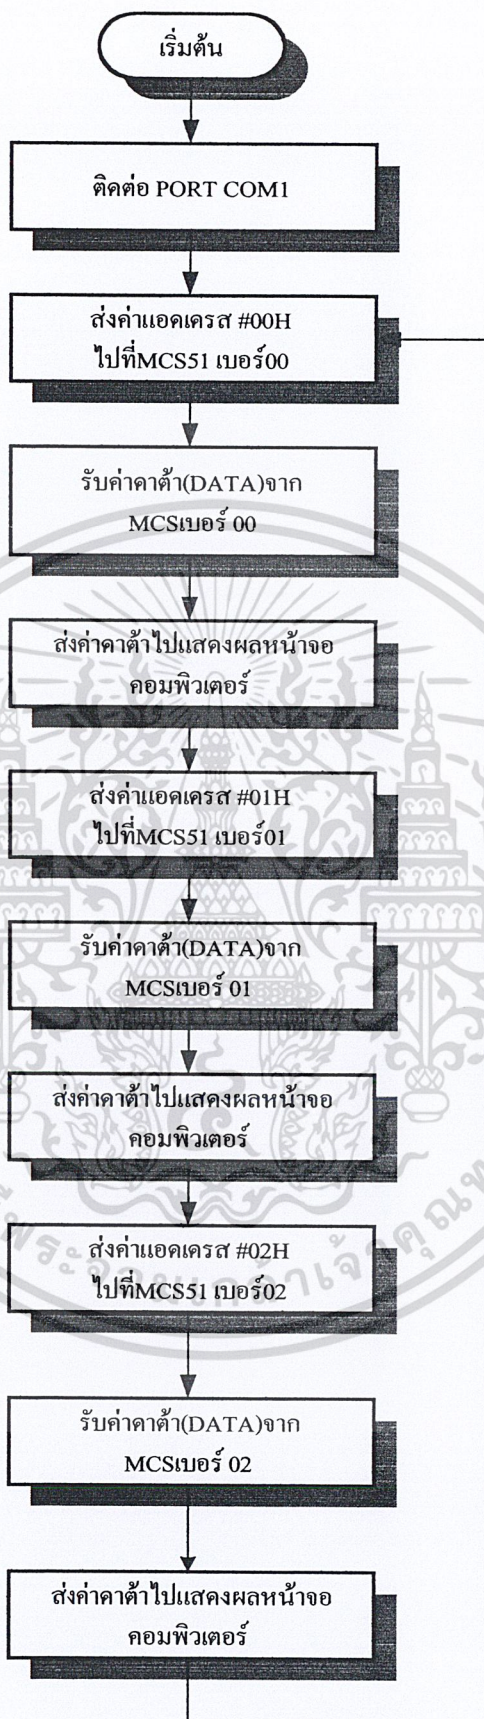 เริ่มต้น
ติดต่อ PORT COM1
ส่งค่าแอดเดรส #00H
ไปที่MCS51 เบอร์00
รับค่าดาต้า(DATA)จาก
MCSเบอร์ 00
ส่งค่าดาต้าไปแสดงผลหน้าจอ
คอมพิวเตอร์
ส่งค่าแอดเดรส #01H
ไปที่MCS51 เบอร์01
รับค่าดาต้า(DATA)จาก
MCSเบอร์ 01
ส่งค่าดาต้าไปแสดงผลหน้าจอ
คอมพิวเตอร์
ส่งค่าแอดเดรส #02H
ไปที่MCS51 เบอร์02
รับค่าดาต้า(DATA)จาก
MCSเบอร์ 02
ส่งค่าดาต้าไปแสดงผลหน้าจอ
คอมพิวเตอร์